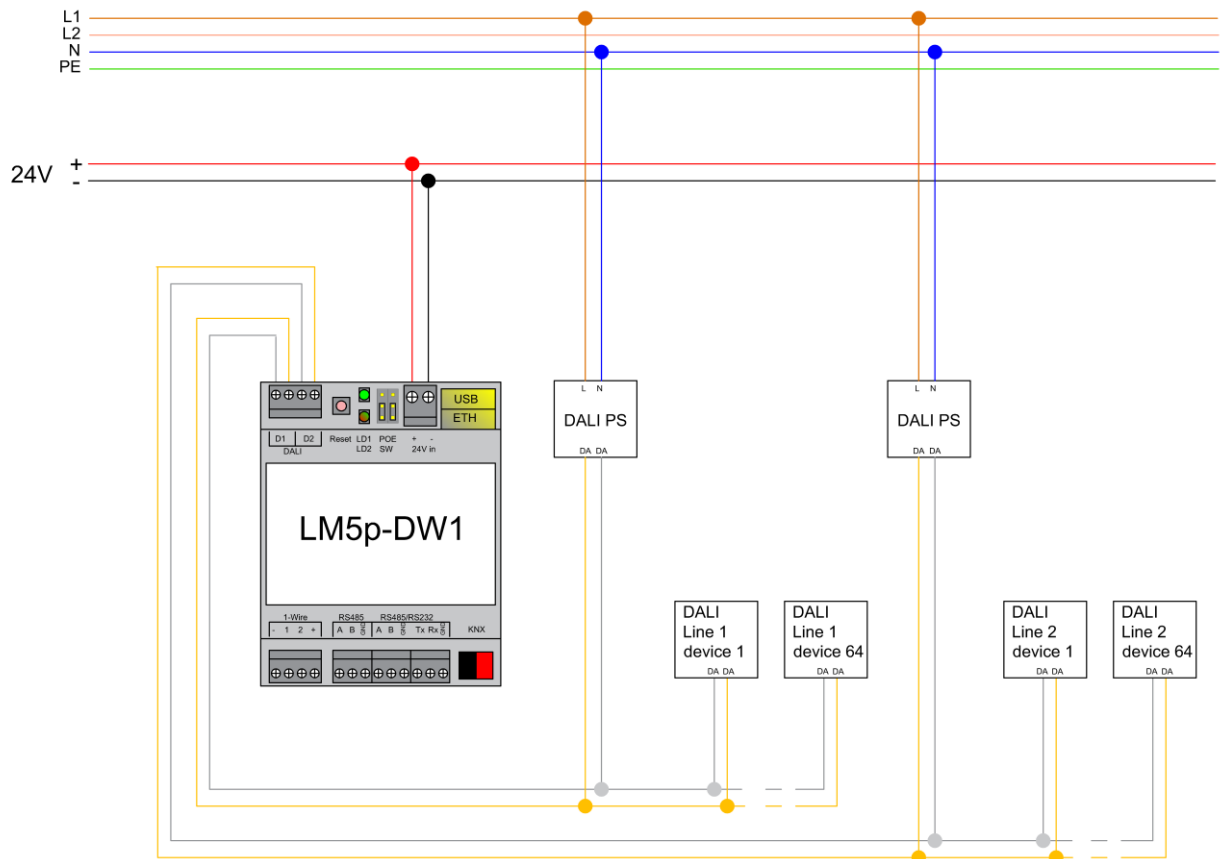 L1
L2
N
PE
24V
+
-
USB
ETH
D1 D2
DALI
Reset LD1 POE + -
LD2 SW 24V in
LM5p-DW1
1-Wire RS485 RS485/RS232
- 1 2 + A B GND A B GND Tx Rx GND KNX
L N
DALI PS
DA DA
L N
DALI PS
DA DA
DALI
Line 1
device 1
DA DA
DALI
Line 1
device 64
DA DA
DALI
Line 2
device 1
DA DA
DALI
Line 2
device 64
DA DA